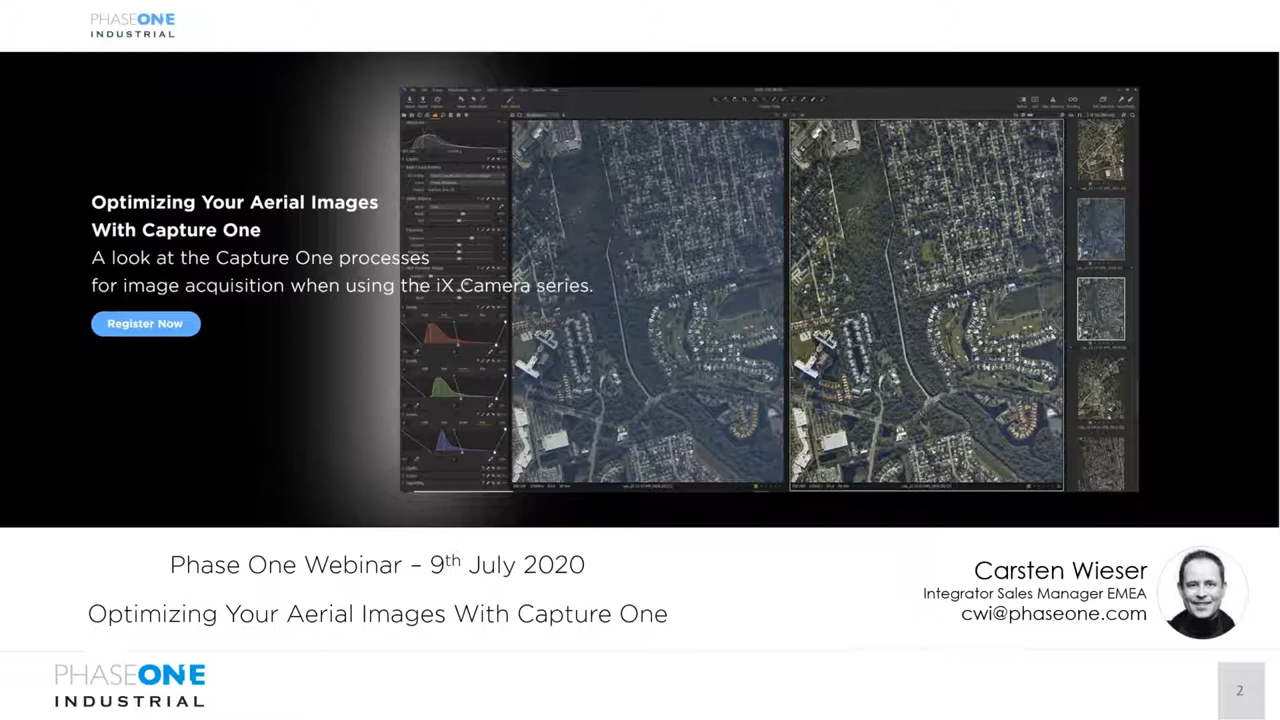 PHASEONE
INDUSTRIAL
Optimizing Your Aerial Images
With Capture One
A look at the Capture One processes
for image acquisition when using the iX Camera series.
Register Now
Phase One Webinar – 9th July 2020
Optimizing Your Aerial Images With Capture One
Carsten Wieser
Integrator Sales Manager EMEA
cwi@phaseone.com
PHASEONE
INDUSTRIAL
2